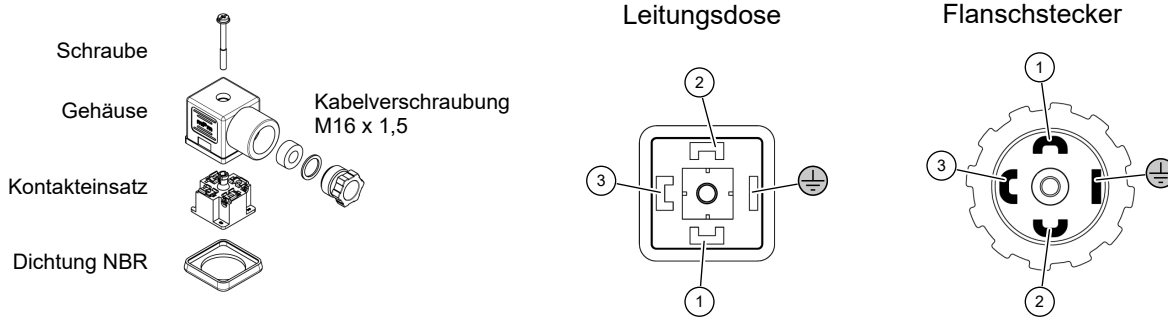 Schraube
Gehäuse
Kabelverschraubung
M16 x 1,5
Kontakteinsatz
Dichtung NBR
Leitungsdose
2
3
1
Flanschstecker
1
3
2